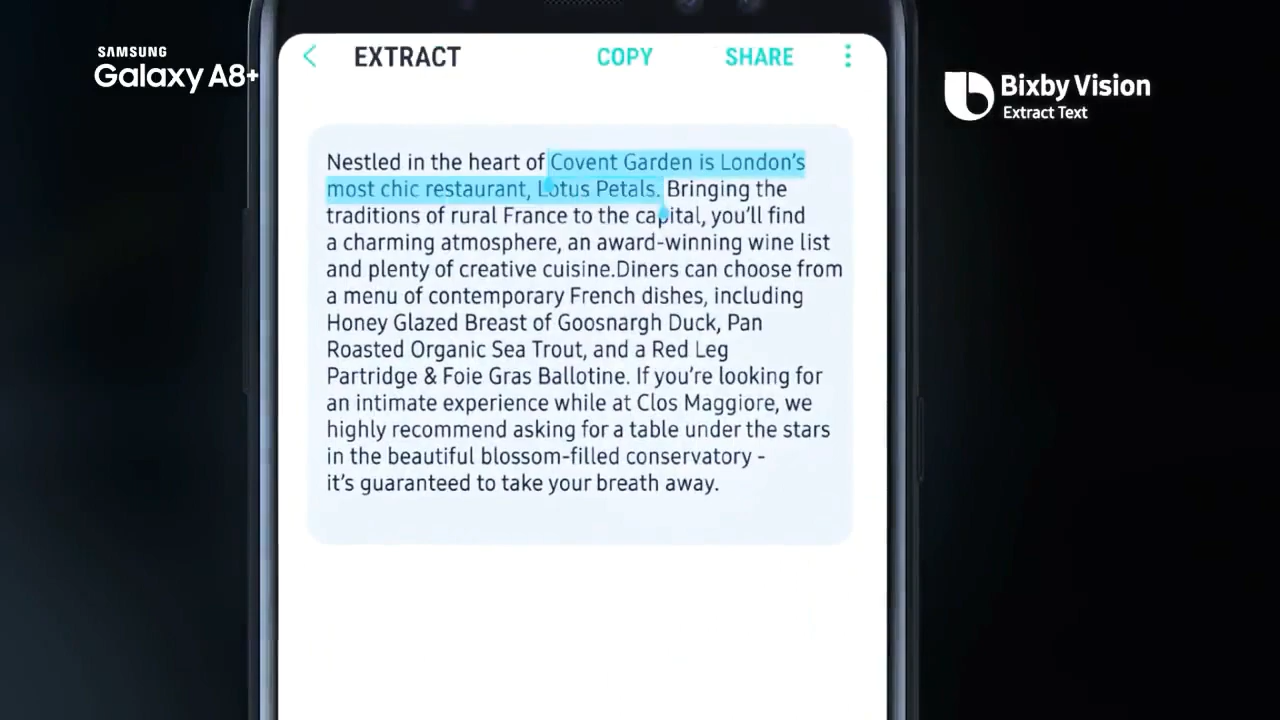 SAMSUNG
Galaxy A8+
EXTRACT
COPY
SHARE
Bixby Vision
Extract Text
Nestled in the heart of Covent Garden is London's
most chic restaurant, Lotus Petals. Bringing the
traditions of rural France to the capital, you'll find
a charming atmosphere, an award-winning wine list
and plenty of creative cuisine.Diners can choose from
a menu of contemporary French dishes, including
Honey Glazed Breast of Goosnargh Duck, Pan
Roasted Organic Sea Trout, and a Red Leg
Partridge & Foie Gras Ballotine. If you're looking for
an intimate experience while at Clos Maggiore, we
highly recommend asking for a table under the stars
in the beautiful blossom-filled conservatory -
it's guaranteed to take your breath away.